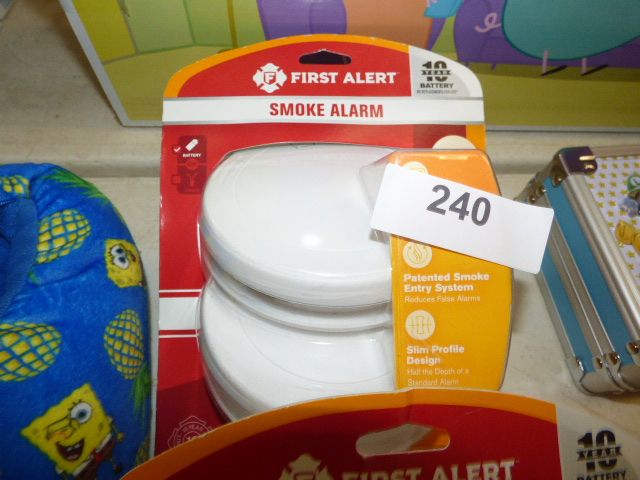 FIRST ALERT
10
YEAR
BATTERY
SMOKE ALARM
BATTERY
240
Patented Smoke
Entry System
Reduces False Alarms
Slim Profile
Design
Half the Depth of a
Standard Alarm
FIRST ALERT
10
YEAR
BATTERY